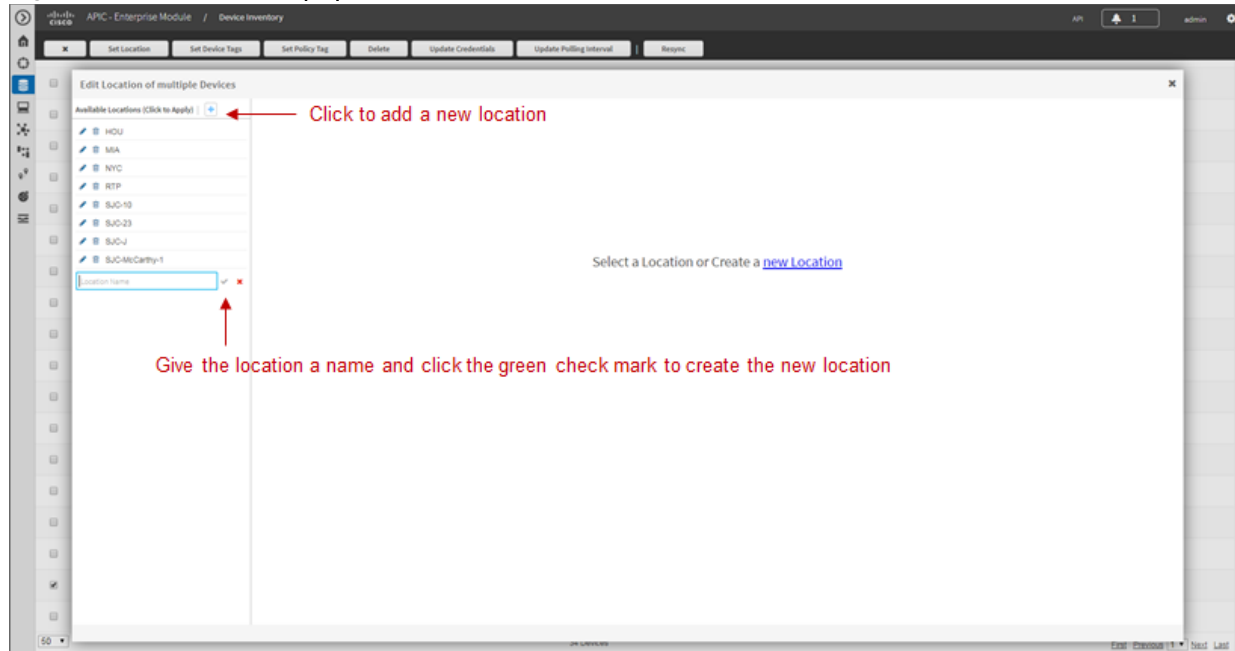 cisco APIC - Enterprise Module / Device Inventory API 1 admin
Set Location Set Device Tags Set Policy Tag Delete Update Credentials Update Polling Interval | Resync
Edit Location of multiple Devices
Available Locations (Click to Apply) | +
Click to add a new location
HOU
MIA
NYC
RTP
SJC-10
SJC-23
SJC-J
SJC-McCarthy-1
Select a Location or Create a new Location
Location Name
Give the location a name and click the green check mark to create the new location
50 34 Devices First Previous 1 Next Last